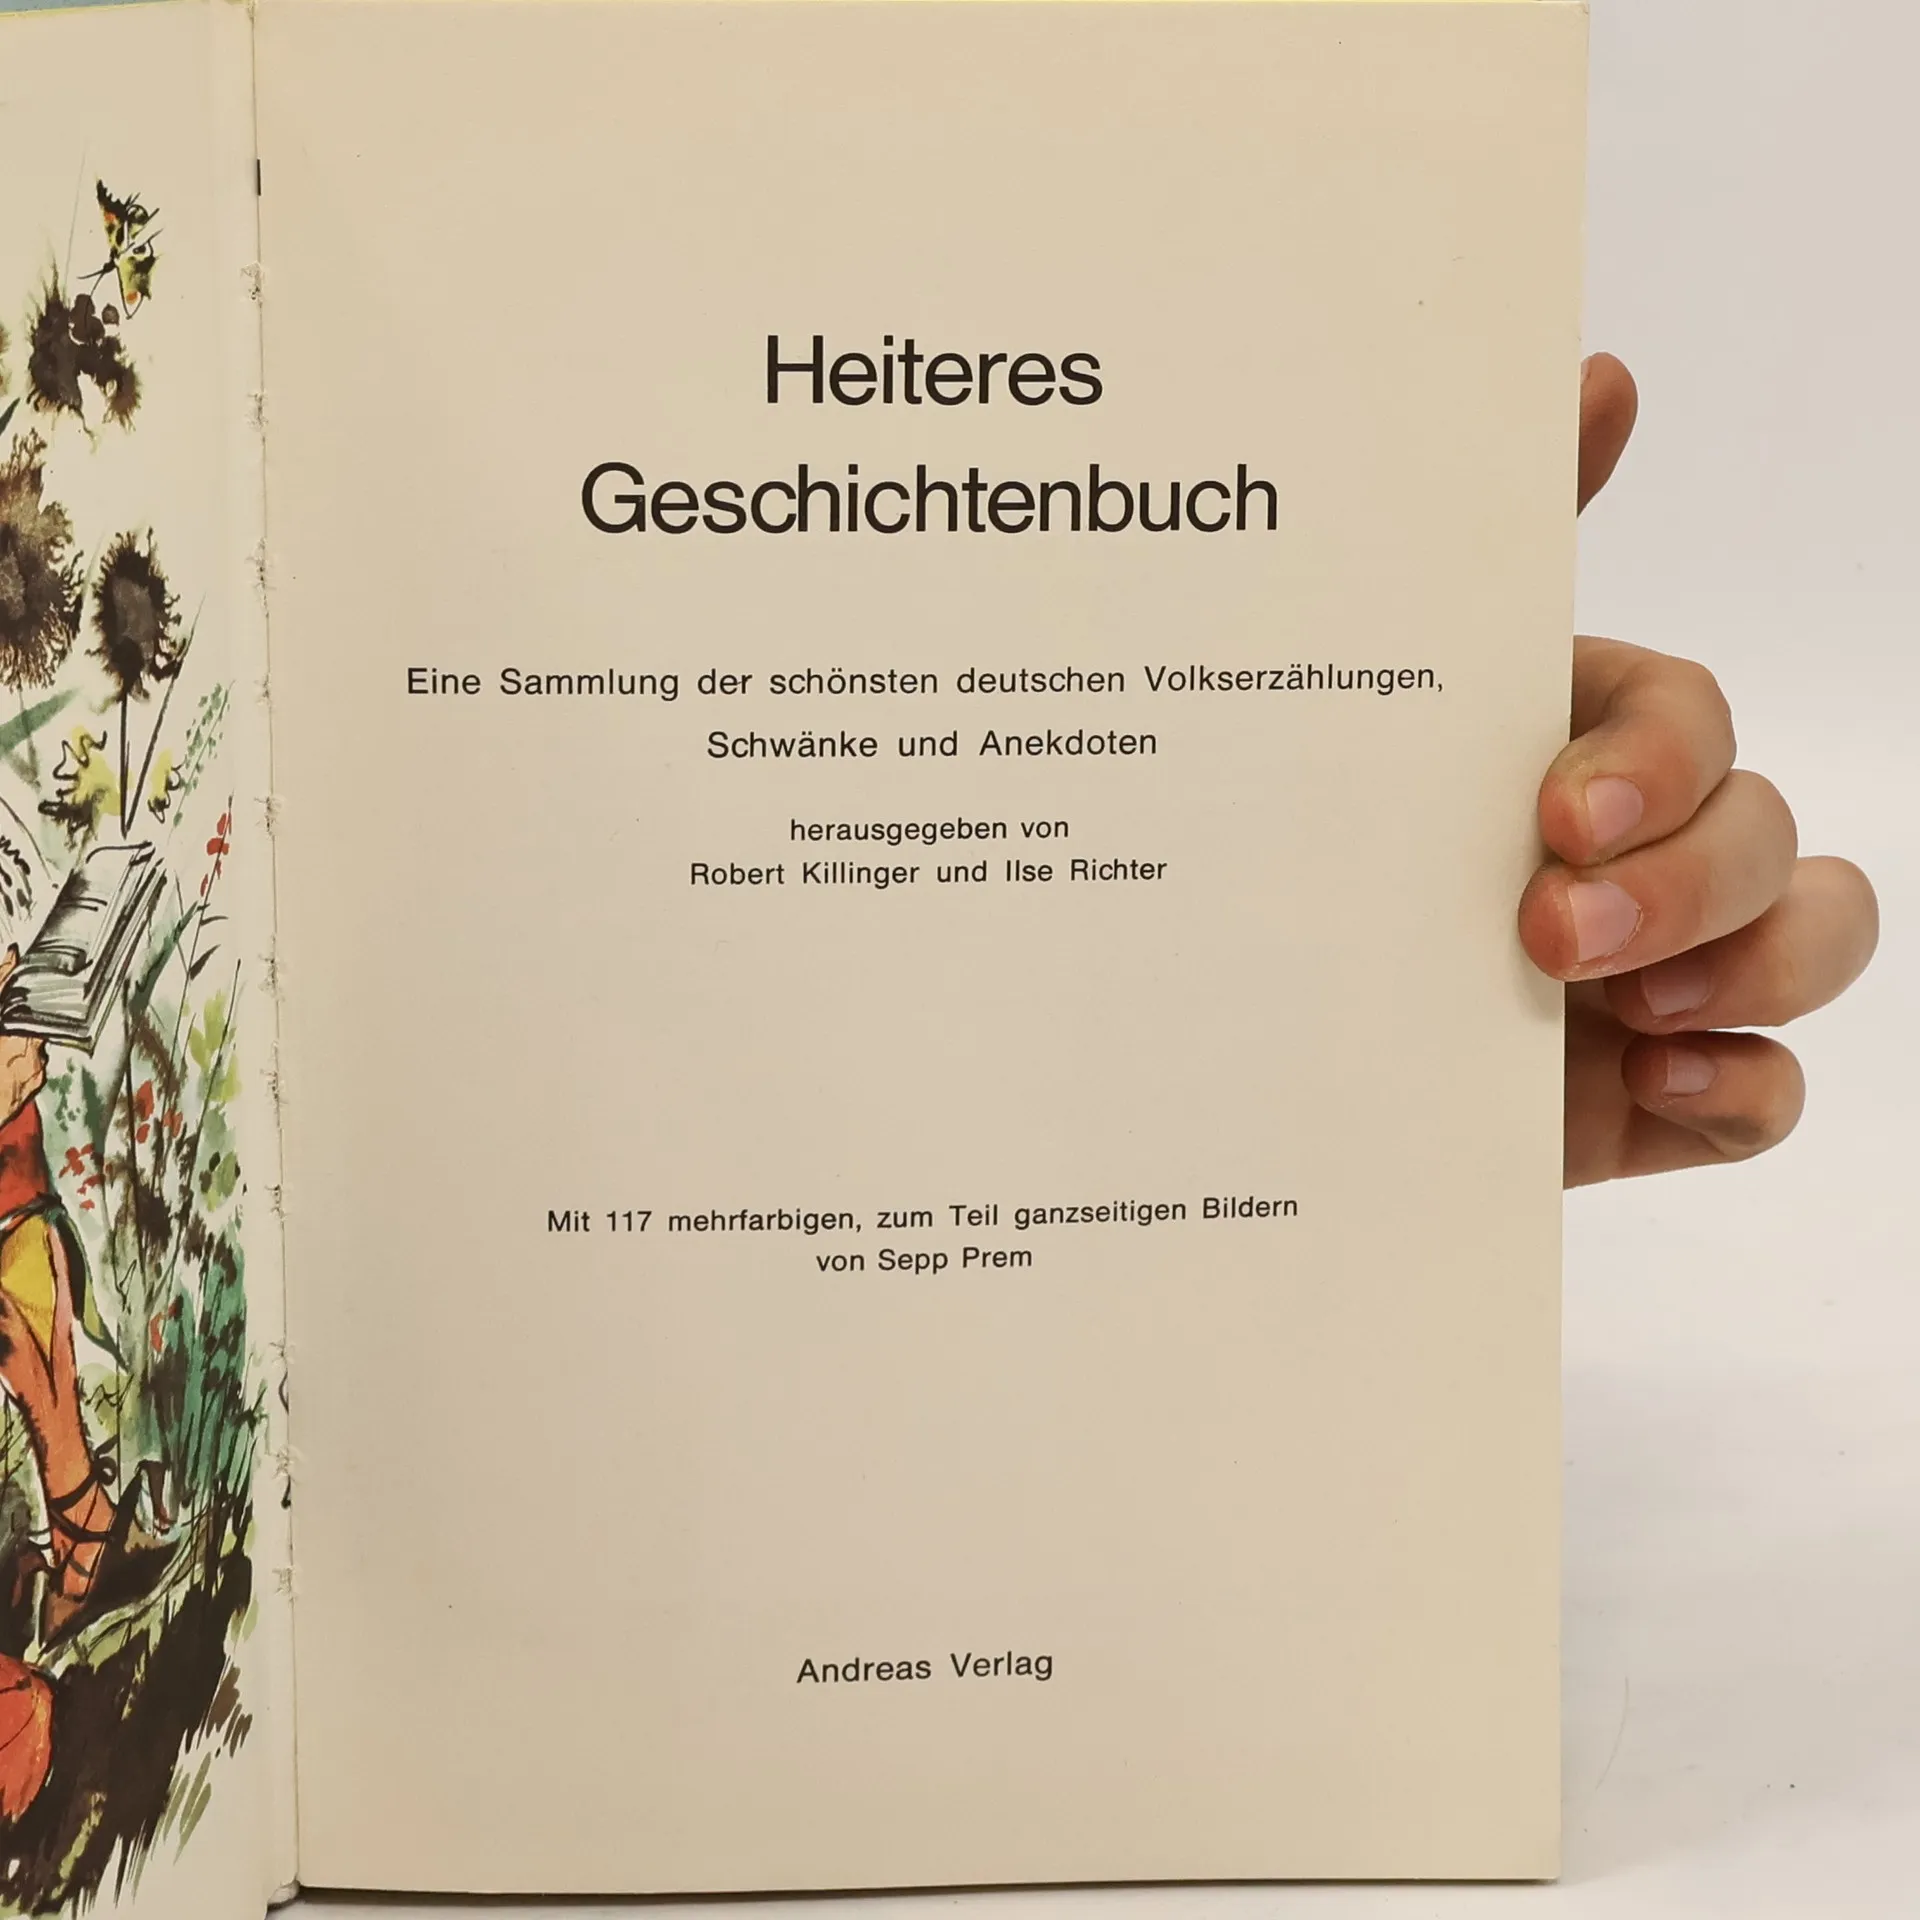 Heiteres
Geschichtenbuch
Eine Sammlung der schönsten deutschen Volkserzählungen,
Schwänke und Anekdoten
herausgegeben von
Robert Killinger und Ilse Richter
Mit 117 mehrfarbigen, zum Teil ganzseitigen Bildern
von Sepp Prem
Andreas Verlag